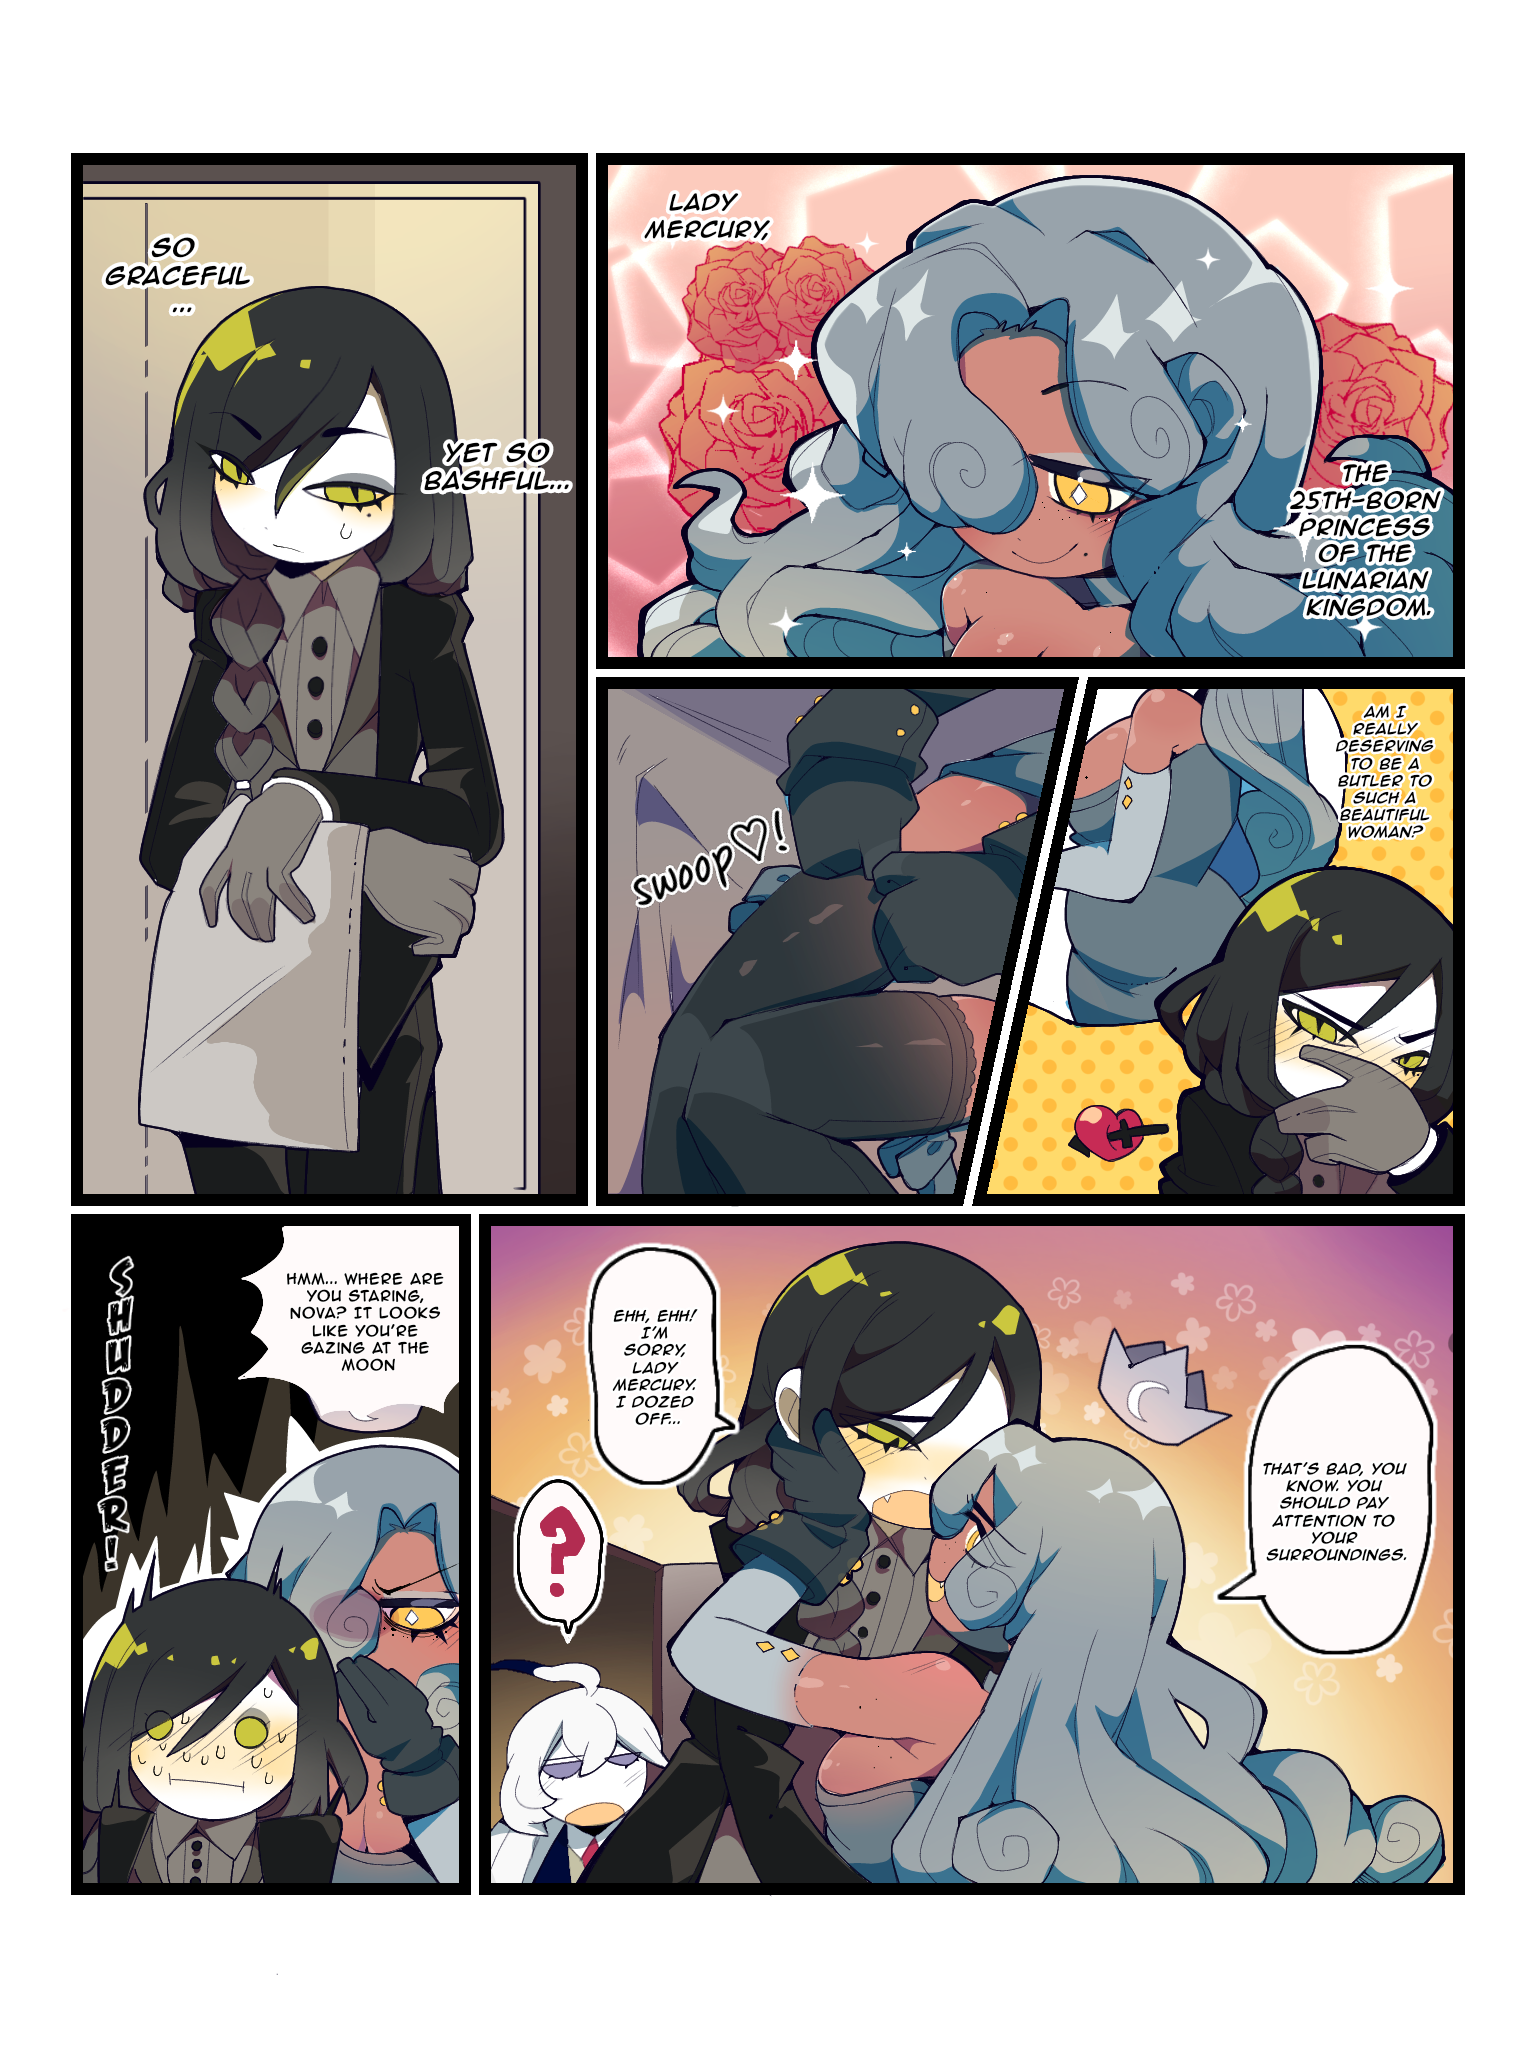 SO
GRACEFUL
...
YET SO
BASHFUL...
LADY
MERCURY,
THE
25TH-BORN
PRINCESS
OF THE
LUNARIAN
KINGDOM.
swoop♡!
AM I
REALLY
DESERVING
TO BE A
BUTLER TO
SUCH A
BEAUTIFUL
WOMAN?
SHUDDER!
HMM... WHERE ARE
YOU STARING,
NOVA? IT LOOKS
LIKE YOU'RE
GAZING AT THE
MOON
EHH, EHH!
I'M
SORRY,
LADY
MERCURY.
I DOZED
OFF...
?
THAT'S BAD, YOU
KNOW. YOU
SHOULD PAY
ATTENTION TO
YOUR
SURROUNDINGS.